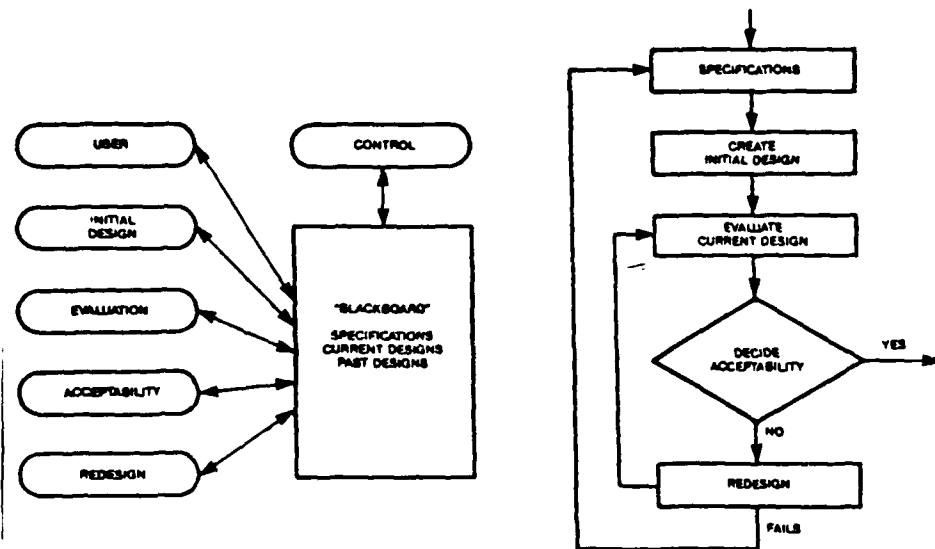 USER
INITIAL
DESIGN
EVALUATION
ACCEPTABILITY
REDESIGN
CONTROL
"BLACKBOARD"
SPECIFICATIONS
CURRENT DESIGNS
PAST DESIGNS
SPECIFICATIONS
CREATE
INITIAL DESIGN
EVALUATE
CURRENT DESIGN
DECIDE
ACCEPTABILITY
YES
NO
REDESIGN
FAILS